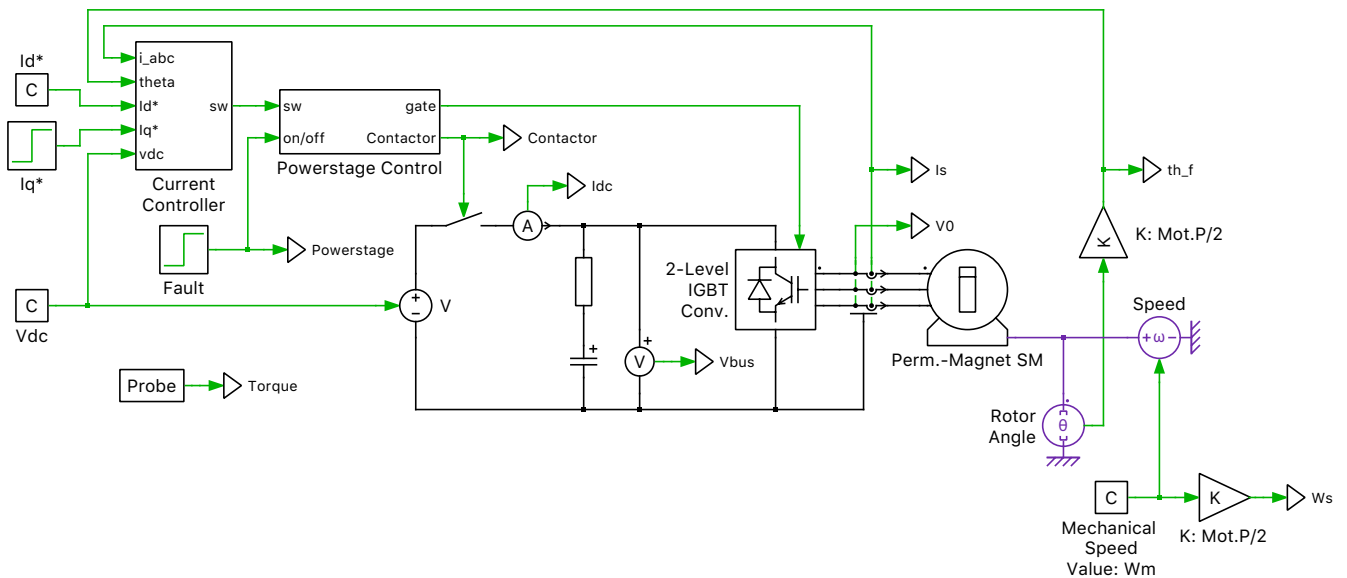 Id*
C
Iq*
i_abc
theta
Id*
Iq*
vdc
sw
Current
Controller
sw
on/off
gate
Contactor
Powerstage Control
Contactor
Idc
A
Is
V0
th_f
K
K: Mot.P/2
Powerstage
Fault
C
Vdc
+
−
V
+
+
V
Vbus
2-Level
IGBT
Conv.
Perm.-Magnet SM
Speed
+ω−
Probe
Torque
Rotor
Angle
θ
C
Mechanical
Speed
Value: Wm
K
K: Mot.P/2
Ws